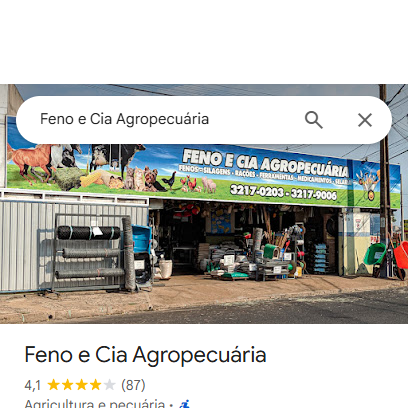 Feno e Cia Agropecuária
FENO E CIA AGROPECUÁRIA
FENOS - SILAGENS - RAÇÕES - FERRAMENTAS - MEDICAMENTOS - SELARIA
3217-0203 - 3217-9006
Feno e Cia Agropecuária
4,1 (87)
Agricultura e pecuária ·